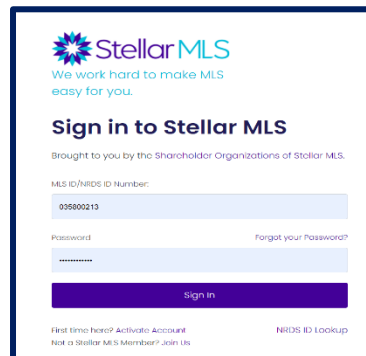 Stellar MLS
We work hard to make MLS
easy for you.
Sign in to Stellar MLS
Brought to you by the Shareholder Organizations of Stellar MLS.
MLS ID/NRDS ID Number:
035800213
Password
Forgot your Password?
••••••••••••
Sign In
First time here? Activate Account
NRDS ID Lookup
Not a Stellar MLS Member? Join Us